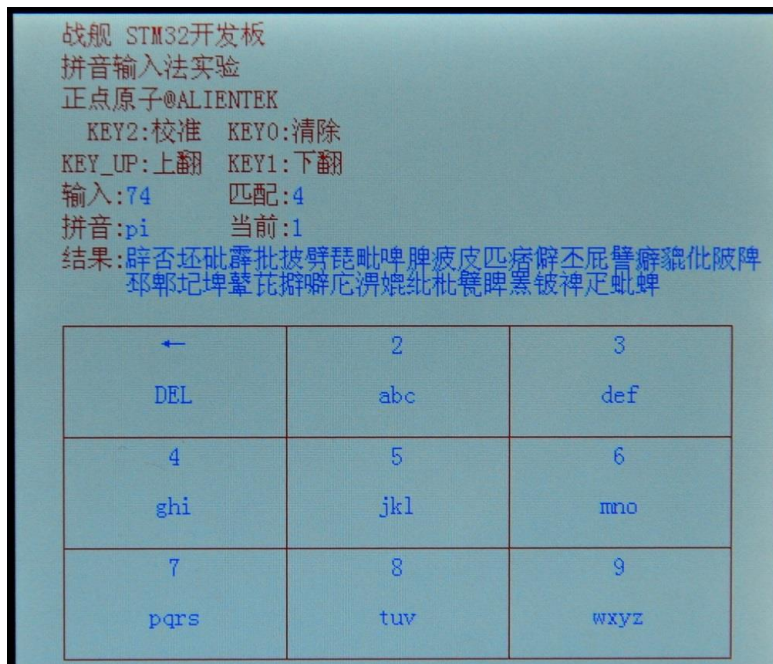 战舰 STM32开发板
拼音输入法实验
正点原子@ALIENTEK
KEY2:校准 KEY0:清除
KEY_UP:上翻 KEY1:下翻
输入:74 匹配:4
拼音:pi 当前:1
结果:辟否坯砒霹批披劈琵毗啤脾疲皮匹痞僻丕屁譬癖貔仳陂陴
邳郫圮埤鼙芘擗噼庀淠媲纰枇甓睥罴铍裨疋蚍蜱
← 2 3
DEL abc def
4 5 6
ghi jkl mno
7 8 9
pqrs tuv wxyz